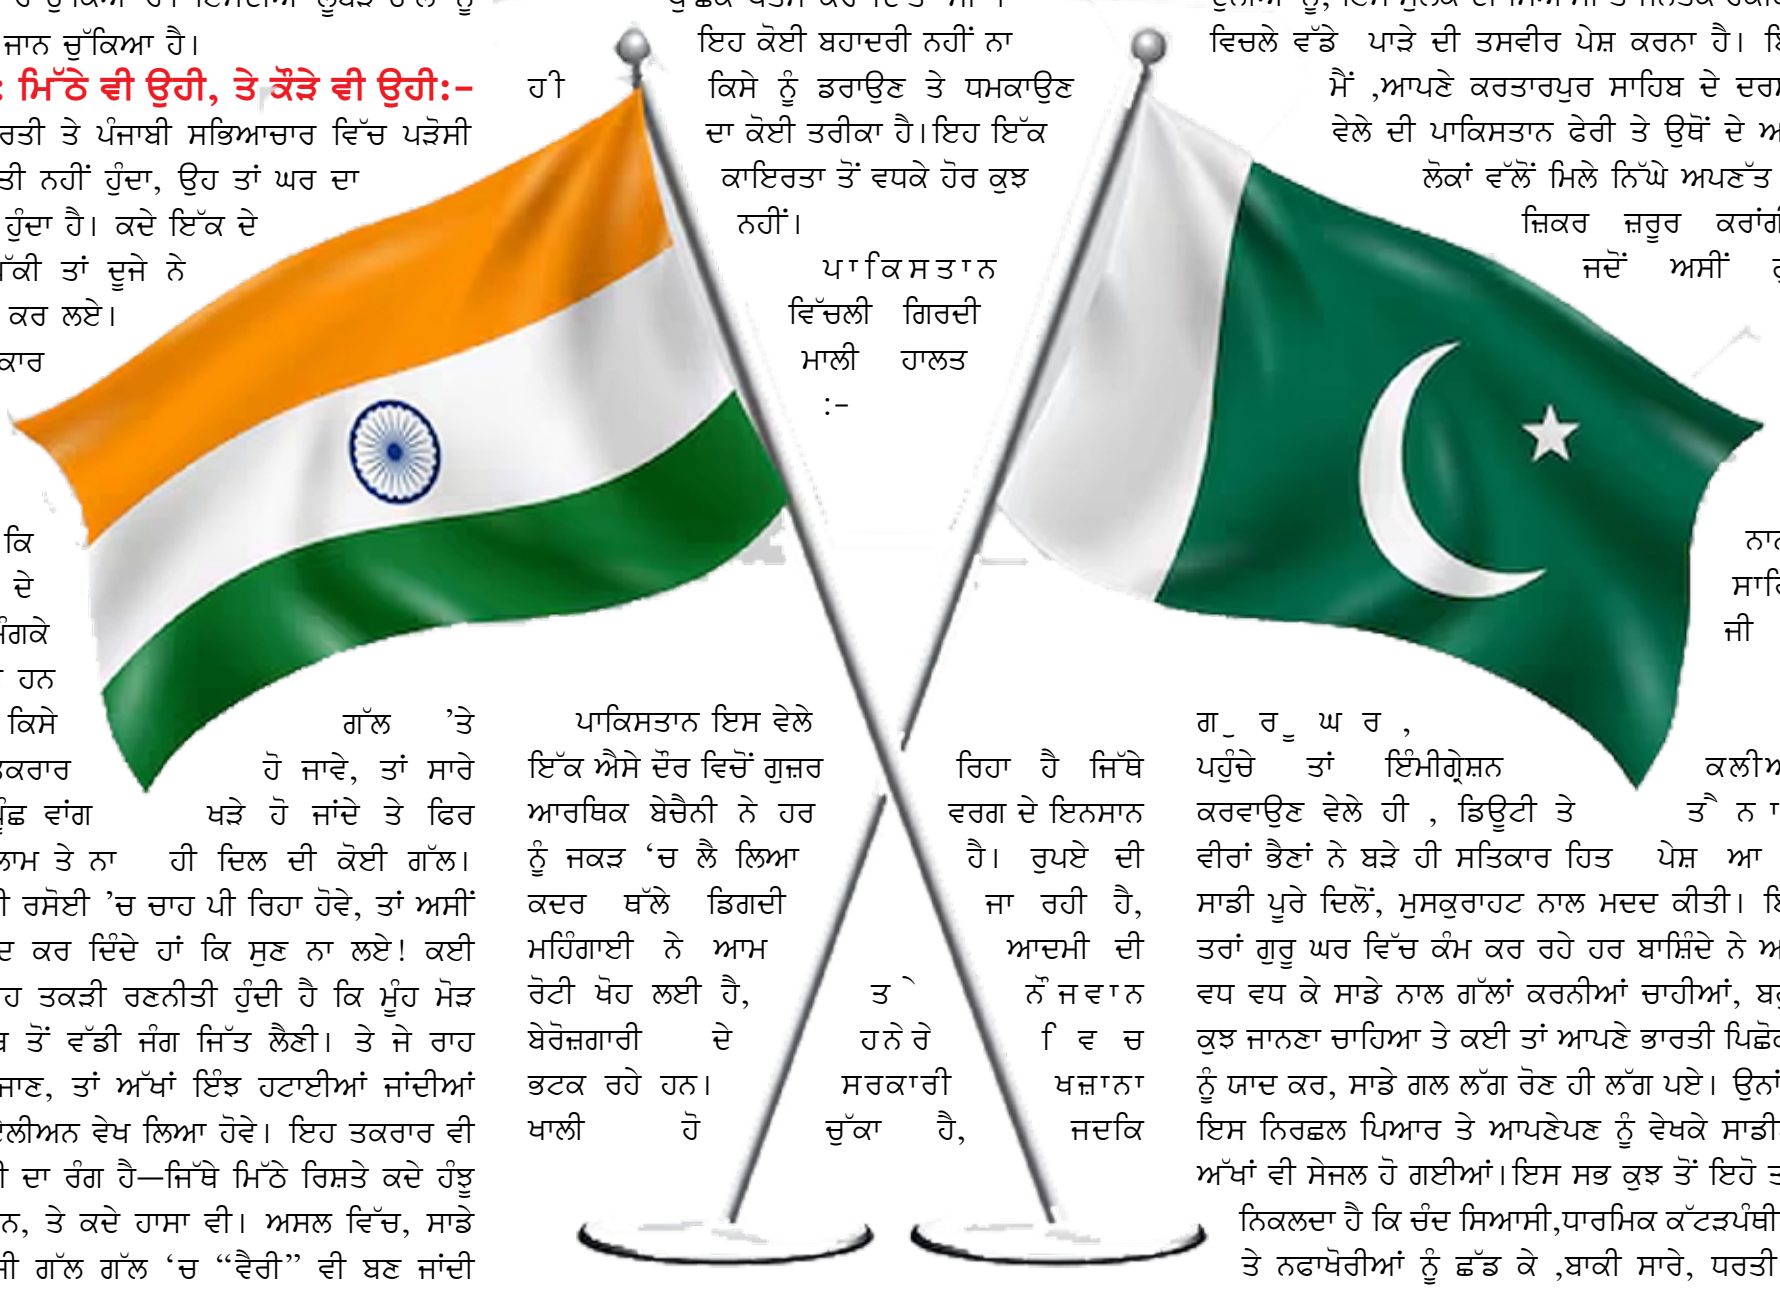 ਜਾਨ ਚੁੱਕਿਆ ਹੈ।
: ਮਿੱਠੇ ਵੀ ਉਹੀ, ਤੇ ਕੌੜੇ ਵੀ ਉਹੀ:-
ਤੇ ਪੰਜਾਬੀ ਸਭਿਆਚਾਰ ਵਿੱਚ ਪੜੋਸੀ
ਨਹੀਂ ਹੁੰਦਾ, ਉਹ ਤਾਂ ਘਰ ਦਾ
ਹੁੰਦਾ ਹੈ। ਕਦੇ ਇੱਕ ਦੇ
ਤਾਂ ਦੂਜੇ ਨੇ
ਕਰ ਲਏ।
ਕਿ
ਦੇ
ਹਨ
ਕਿਸੇ ਗੱਲ ’ਤੇ
ਹੋ ਜਾਵੇ, ਤਾਂ ਸਾਰੇ
ਵਾਂਗ ਖੜੇ ਹੋ ਜਾਂਦੇ ਤੇ ਫਿਰ
ਤੇ ਨਾ ਹੀ ਦਿਲ ਦੀ ਕੋਈ ਗੱਲ।
ਰਸੋਈ ’ਚ ਚਾਹ ਪੀ ਰਿਹਾ ਹੋਵੇ, ਤਾਂ ਅਸੀਂ
ਕਰ ਦਿੰਦੇ ਹਾਂ ਕਿ ਸੁਣ ਨਾ ਲਏ! ਕਈ
ਤਕੜੀ ਰਣਨੀਤੀ ਹੁੰਦੀ ਹੈ ਕਿ ਮੂੰਹ ਮੋੜ
ਤੋਂ ਵੱਡੀ ਜੰਗ ਜਿੱਤ ਲੈਣੀ। ਤੇ ਜੇ ਰਾਹ
ਜਾਣ, ਤਾਂ ਅੱਖਾਂ ਇੰਝ ਹਟਾਈਆਂ ਜਾਂਦੀਆਂ
ਵੇਖ ਲਿਆ ਹੋਵੇ। ਇਹ ਤਕਰਾਰ ਵੀ
ਦਾ ਰੰਗ ਹੈ—ਜਿੱਥੇ ਮਿੱਠੇ ਰਿਸ਼ਤੇ ਕਦੇ ਹੰਝੂ
ਤੇ ਕਦੇ ਹਾਸਾ ਵੀ। ਅਸਲ ਵਿੱਚ, ਸਾਡੇ
ਗੱਲ ਗੱਲ ‘ਚ “ਵੈਰੀ” ਵੀ ਬਣ ਜਾਂਦੀ
ਇਹ ਕੋਈ ਬਹਾਦਰੀ ਨਹੀਂ ਨਾ
ਹੀ ਕਿਸੇ ਨੂੰ ਡਰਾਉਣ ਤੇ ਧਮਕਾਉਣ
ਦਾ ਕੋਈ ਤਰੀਕਾ ਹੈ।ਇਹ ਇੱਕ
ਕਾਇਰਤਾ ਤੋਂ ਵਧਕੇ ਹੋਰ ਕੁਝ
ਨਹੀਂ।
ਪਾਕਿਸਤਾਨ
ਵਿੱਚਲੀ ਗਿਰਦੀ
ਮਾਲੀ ਹਾਲਤ
:-
ਪਾਕਿਸਤਾਨ ਇਸ ਵੇਲੇ
ਇੱਕ ਐਸੇ ਦੌਰ ਵਿਚੋਂ ਗੁਜ਼ਰ ਰਿਹਾ ਹੈ ਜਿੱਥੇ
ਆਰਥਿਕ ਬੇਚੈਨੀ ਨੇ ਹਰ ਵਰਗ ਦੇ ਇਨਸਾਨ
ਨੂੰ ਜਕੜ ‘ਚ ਲੈ ਲਿਆ ਹੈ। ਰੁਪਏ ਦੀ
ਕਦਰ ਥੱਲੇ ਡਿਗਦੀ ਜਾ ਰਹੀ ਹੈ,
ਮਹਿੰਗਾਈ ਨੇ ਆਮ ਆਦਮੀ ਦੀ
ਰੋਟੀ ਖੋਹ ਲਈ ਹੈ, ਤੇ ਨੌਜਵਾਨ
ਬੇਰੋਜ਼ਗਾਰੀ ਦੇ ਹਨੇਰੇ ਵਿਚ
ਭਟਕ ਰਹੇ ਹਨ। ਸਰਕਾਰੀ ਖਜ਼ਾਨਾ
ਖਾਲੀ ਹੋ ਚੁੱਕਾ ਹੈ, ਜਦਕਿ
ਵਿਚਲੇ ਵੱਡੇ ਪਾੜੇ ਦੀ ਤਸਵੀਰ ਪੇਸ਼ ਕਰਨਾ ਹੈ।
ਮੈਂ ,ਆਪਣੇ ਕਰਤਾਰਪੁਰ ਸਾਹਿਬ ਦੇ
ਵੇਲੇ ਦੀ ਪਾਕਿਸਤਾਨ ਫੇਰੀ ਤੇ ਉਥੋਂ ਦੇ
ਲੋਕਾਂ ਵੱਲੋਂ ਮਿਲੇ ਨਿੱਘੇ ਅਪਣੱਤ
ਜ਼ਿਕਰ ਜ਼ਰੂਰ
ਜਦੋਂ ਅਸੀਂ
ਜੀ
ਗੁਰੂ ਘਰ ,
ਪਹੁੰਚੇ ਤਾਂ ਇੰਮੀਗ੍ਰੇਸ਼ਨ
ਕਰਵਾਉਣ ਵੇਲੇ ਹੀ , ਡਿਊਟੀ ਤੇ
ਵੀਰਾਂ ਭੈਣਾਂ ਨੇ ਬੜੇ ਹੀ ਸਤਿਕਾਰ ਹਿਤ ਪੇਸ਼ ਆ
ਸਾਡੀ ਪੂਰੇ ਦਿਲੋਂ, ਮੁਸਕੁਰਾਹਟ ਨਾਲ ਮਦਦ ਕੀਤੀ।
ਤਰਾਂ ਗੁਰੂ ਘਰ ਵਿੱਚ ਕੰਮ ਕਰ ਰਹੇ ਹਰ ਬਾਸ਼ਿੰਦੇ ਨੇ
ਵਧ ਵਧ ਕੇ ਸਾਡੇ ਨਾਲ ਗੱਲਾਂ ਕਰਨੀਆਂ ਚਾਹੀਆਂ,
ਕੁਝ ਜਾਨਣਾ ਚਾਹਿਆ ਤੇ ਕਈ ਤਾਂ ਆਪਣੇ ਭਾਰਤੀ
ਨੂੰ ਯਾਦ ਕਰ, ਸਾਡੇ ਗਲ ਲੱਗ ਰੋਣ ਹੀ ਲੱਗ ਪਏ। ਉਨਾਂ
ਇਸ ਨਿਰਛਲ ਪਿਆਰ ਤੇ ਆਪਣੇਪਣ ਨੂੰ ਵੇਖਕੇ ਸਾਡੀ
ਅੱਖਾਂ ਵੀ ਸੇਜਲ ਹੋ ਗਈਆਂ।ਇਸ ਸਭ ਕੁਝ ਤੋਂ ਇਹੋ
ਨਿਕਲਦਾ ਹੈ ਕਿ ਚੰਦ ਸਿਆਸੀ,ਧਾਰਮਿਕ ਕੱਟੜਪੰਥੀ
ਤੇ ਨਫਾਖੋਰੀਆਂ ਨੂੰ ਛੱਡ ਕੇ ,ਬਾਕੀ ਸਾਰੇ, ਧਰਤੀ